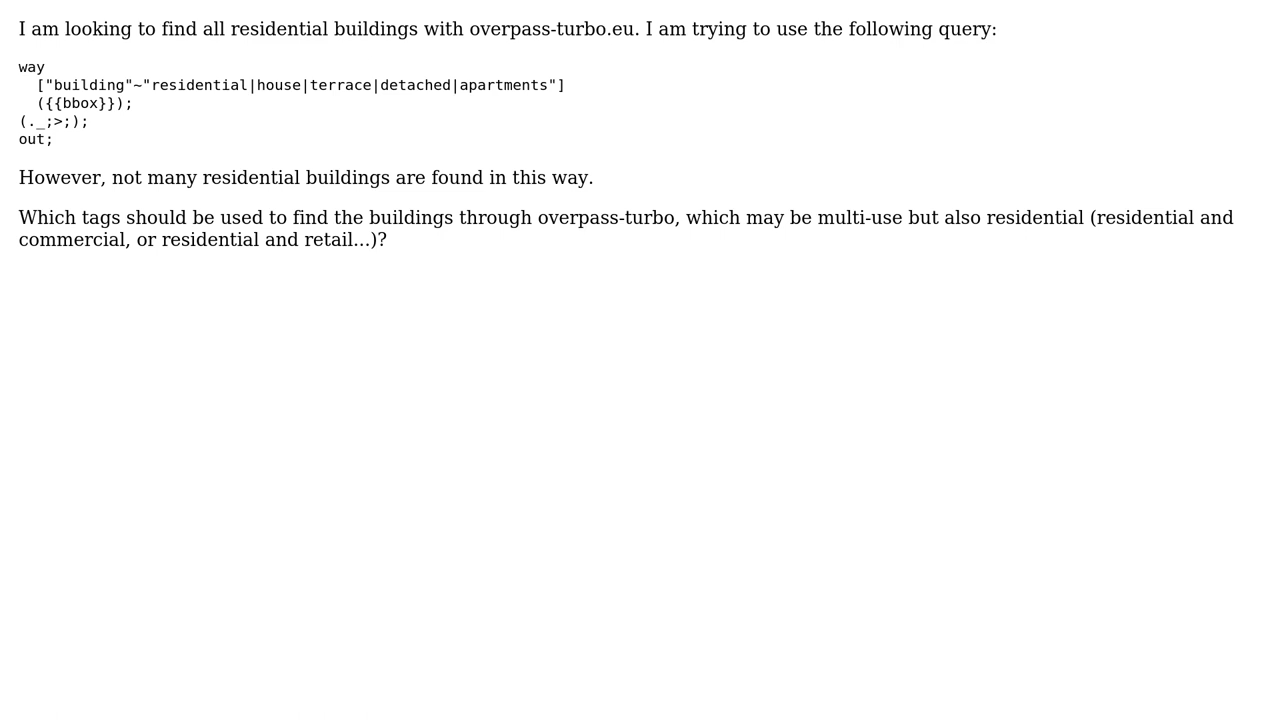 I am looking to find all residential buildings with overpass-turbo.eu. I am trying to use the following query:
way
  ["building"~"residential|house|terrace|detached|apartments"]
  ({{bbox}});
(._;>;);
out;
However, not many residential buildings are found in this way.
Which tags should be used to find the buildings through overpass-turbo, which may be multi-use but also residential (residential and
commercial, or residential and retail...)?